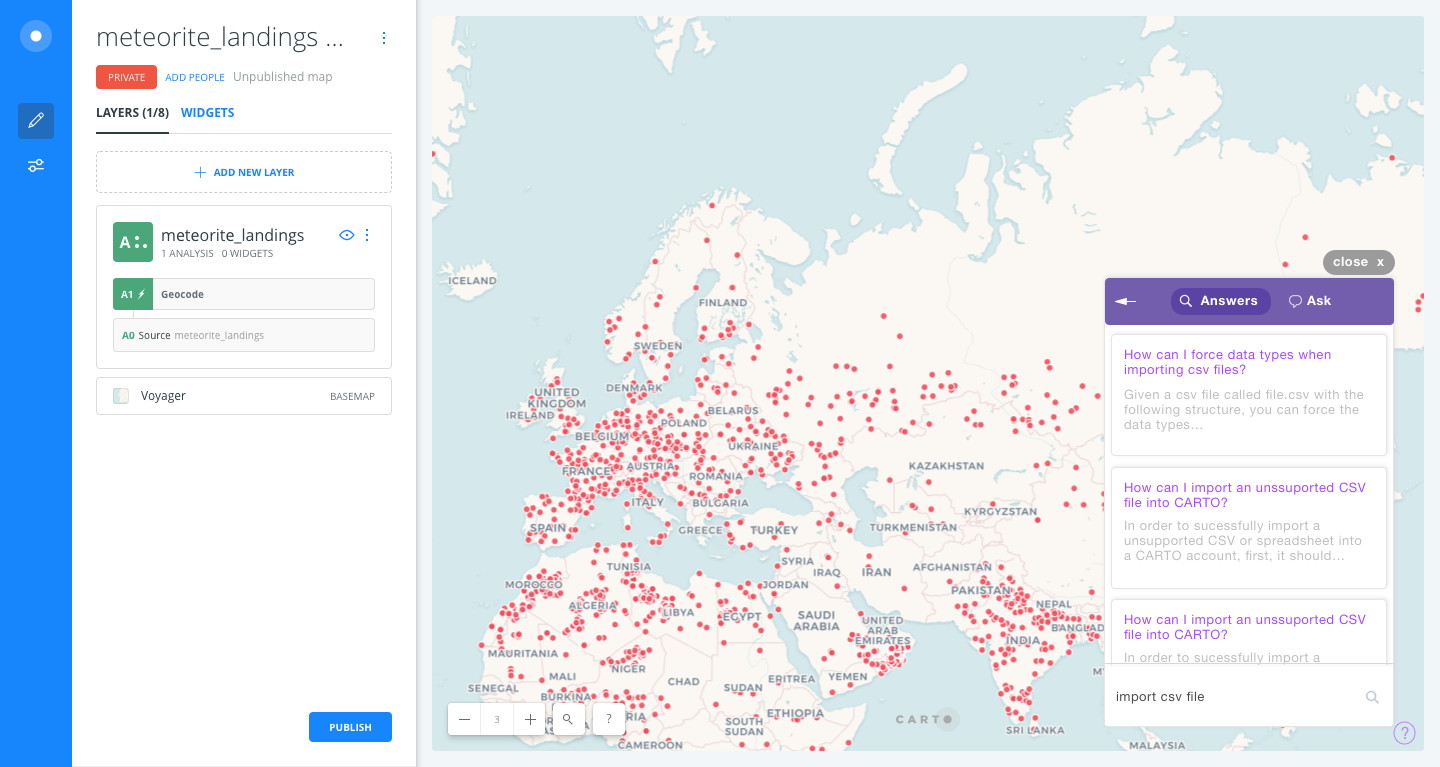 meteorite_landings ...
PRIVATE
ADD PEOPLE
Unpublished map
LAYERS (1/8)
WIDGETS
ADD NEW LAYER
A
meteorite_landings
1 ANALYSIS 0 WIDGETS
A1
Geocode
A0 Source meteorite_landings
Voyager
BASEMAP
PUBLISH
ICELAND
FINLAND
SWEDEN
UNITED
KINGDOM
DENMARK
IRELAND
BELARUS
POLAND
BELGIUM
UKRAINE
FRANCE
AUSTRIA
KAZAKHSTAN
ROMANIA
ITALY
BULGARIA
KYRGYZSTAN
SPAIN
GREECE
TURKEY
TURKMENISTAN
TUNISIA
SYRIA
IRAQ
IRAN
AFGHANISTAN
MOROCCO
JORDAN
PAKISTAN
ALGERIA
LIBYA
EGYPT
NEPAL
SAUDI
ARABIA
UNITED
ARAB
EMIRATES
INDIA
MAURITANIA
MALI
NIGER
CHAD
SUDAN
ERITREA
YEMEN
SENEGAL
BURKINA
ETHIOPIA
SOUTH
SUDAN
CAMEROON
SRI LANKA
MALAYSIA
3
?
CARTO
close x
Answers
Ask
How can I force data types when
importing csv files?
Given a csv file called file.csv with the
following structure, you can force the
data types...
How can I import an unssuported CSV
file into CARTO?
In order to sucessfully import a
unsupported CSV or spreadsheet into
a CARTO account, first, it should...
How can I import an unssuported CSV
file into CARTO?
In order to sucessfully import a
import csv file
?